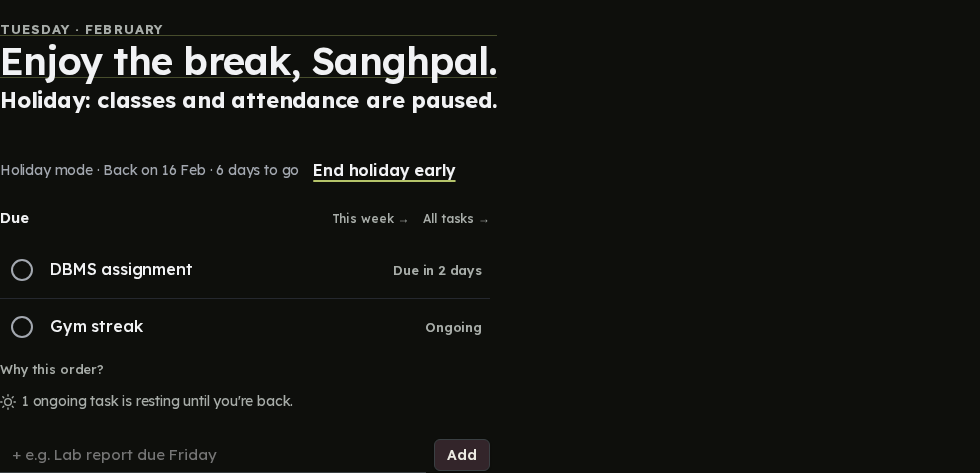 TUESDAY · FEBRUARY
Enjoy the break, Sanghpal.
Holiday: classes and attendance are paused.
Holiday mode · Back on 16 Feb · 6 days to go End holiday early
Due This week → All tasks →
DBMS assignment Due in 2 days
Gym streak Ongoing
Why this order?
1 ongoing task is resting until you're back.
+ e.g. Lab report due Friday Add